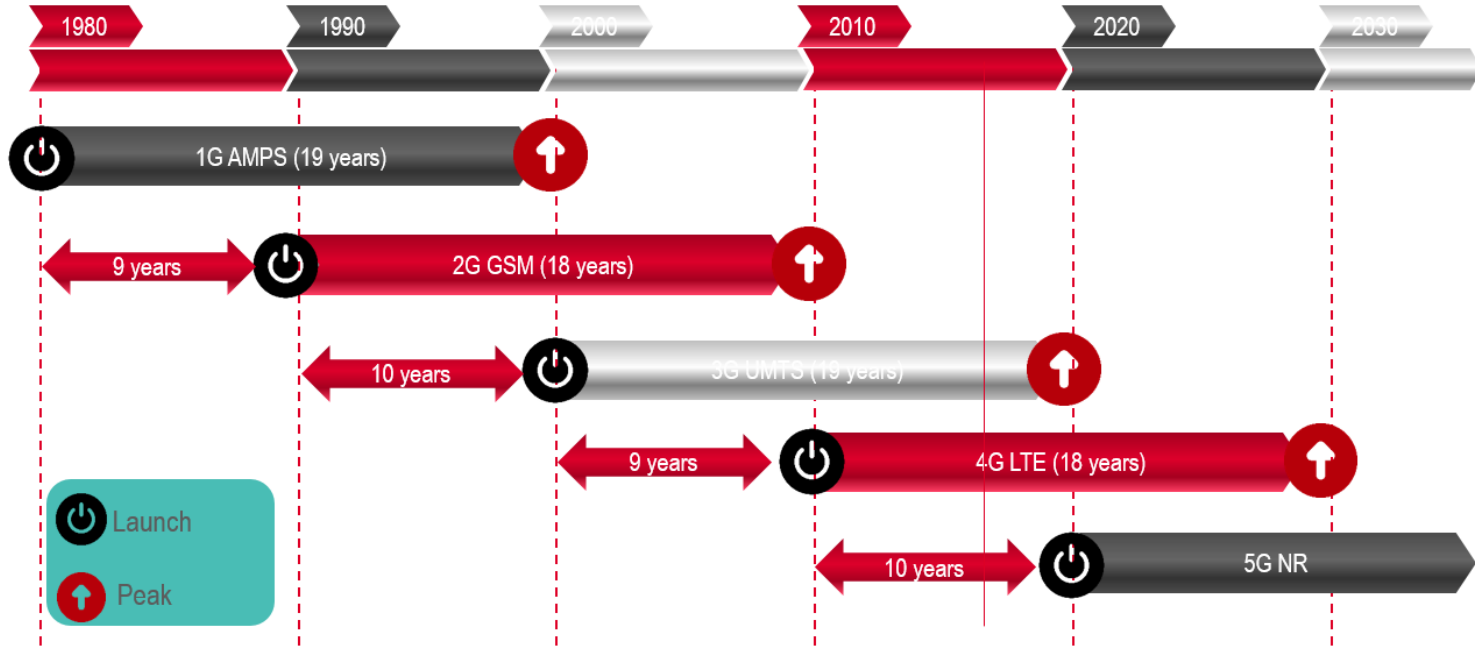 1980
1990
2000
2010
2020
2030
1G AMPS (19 years)
9 years
2G GSM (18 years)
10 years
3G UMTS (19 years)
9 years
4G LTE (18 years)
Launch
10 years
5G NR
Peak